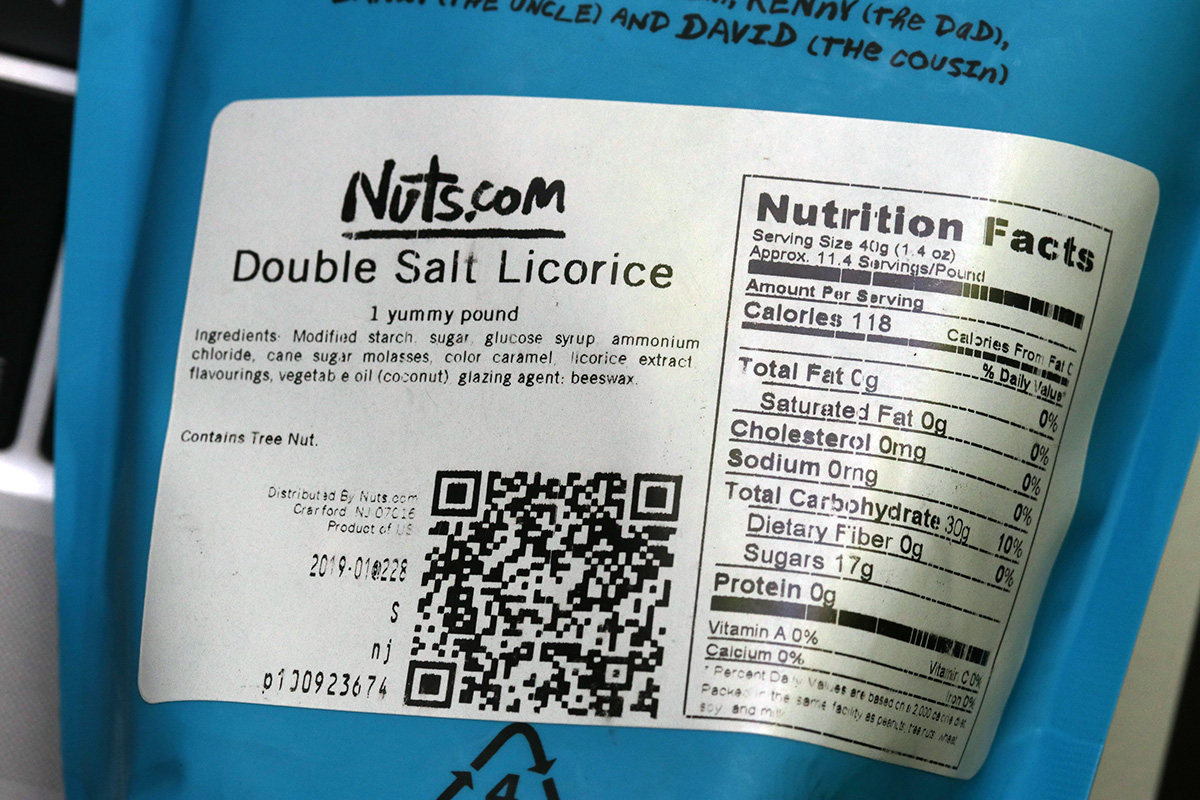 KENNY (THE DAD),
(THE UNCLE) AND DAVID (THE COUSIN)
Nuts.com
Double Salt Licorice
1 yummy pound
Ingredients: Modified starch, sugar, glucose syrup, ammonium
chloride, cane sugar molasses, color caramel, licorice extract
flavourings, vegetable oil (coconut) glazing agent: beeswax.
Contains Tree Nut.
Distributed By Nuts.com
Cranford, NJ 07016
Product of US
2019-01@228
S
nj
p100923674
Nutrition Facts
Serving Size 40g (1.4 oz)
Approx. 11.4 Servings/Pound
Amount Per Serving
Calories 118
Calories From Fat 0
% Daily Value*
Total Fat 0g 0%
Saturated Fat 0g 0%
Cholesterol 0mg 0%
Sodium 0mg 0%
Total Carbohydrate 30g 10%
Dietary Fiber 0g 0%
Sugars 17g
Protein 0g
Vitamin A 0% Vitamin C 0%
Calcium 0% Iron 0%
* Percent Daily Values are based on a 2,000 calorie diet.
Packed in the same facility as peanuts, tree nuts, wheat,
soy, and milk
4